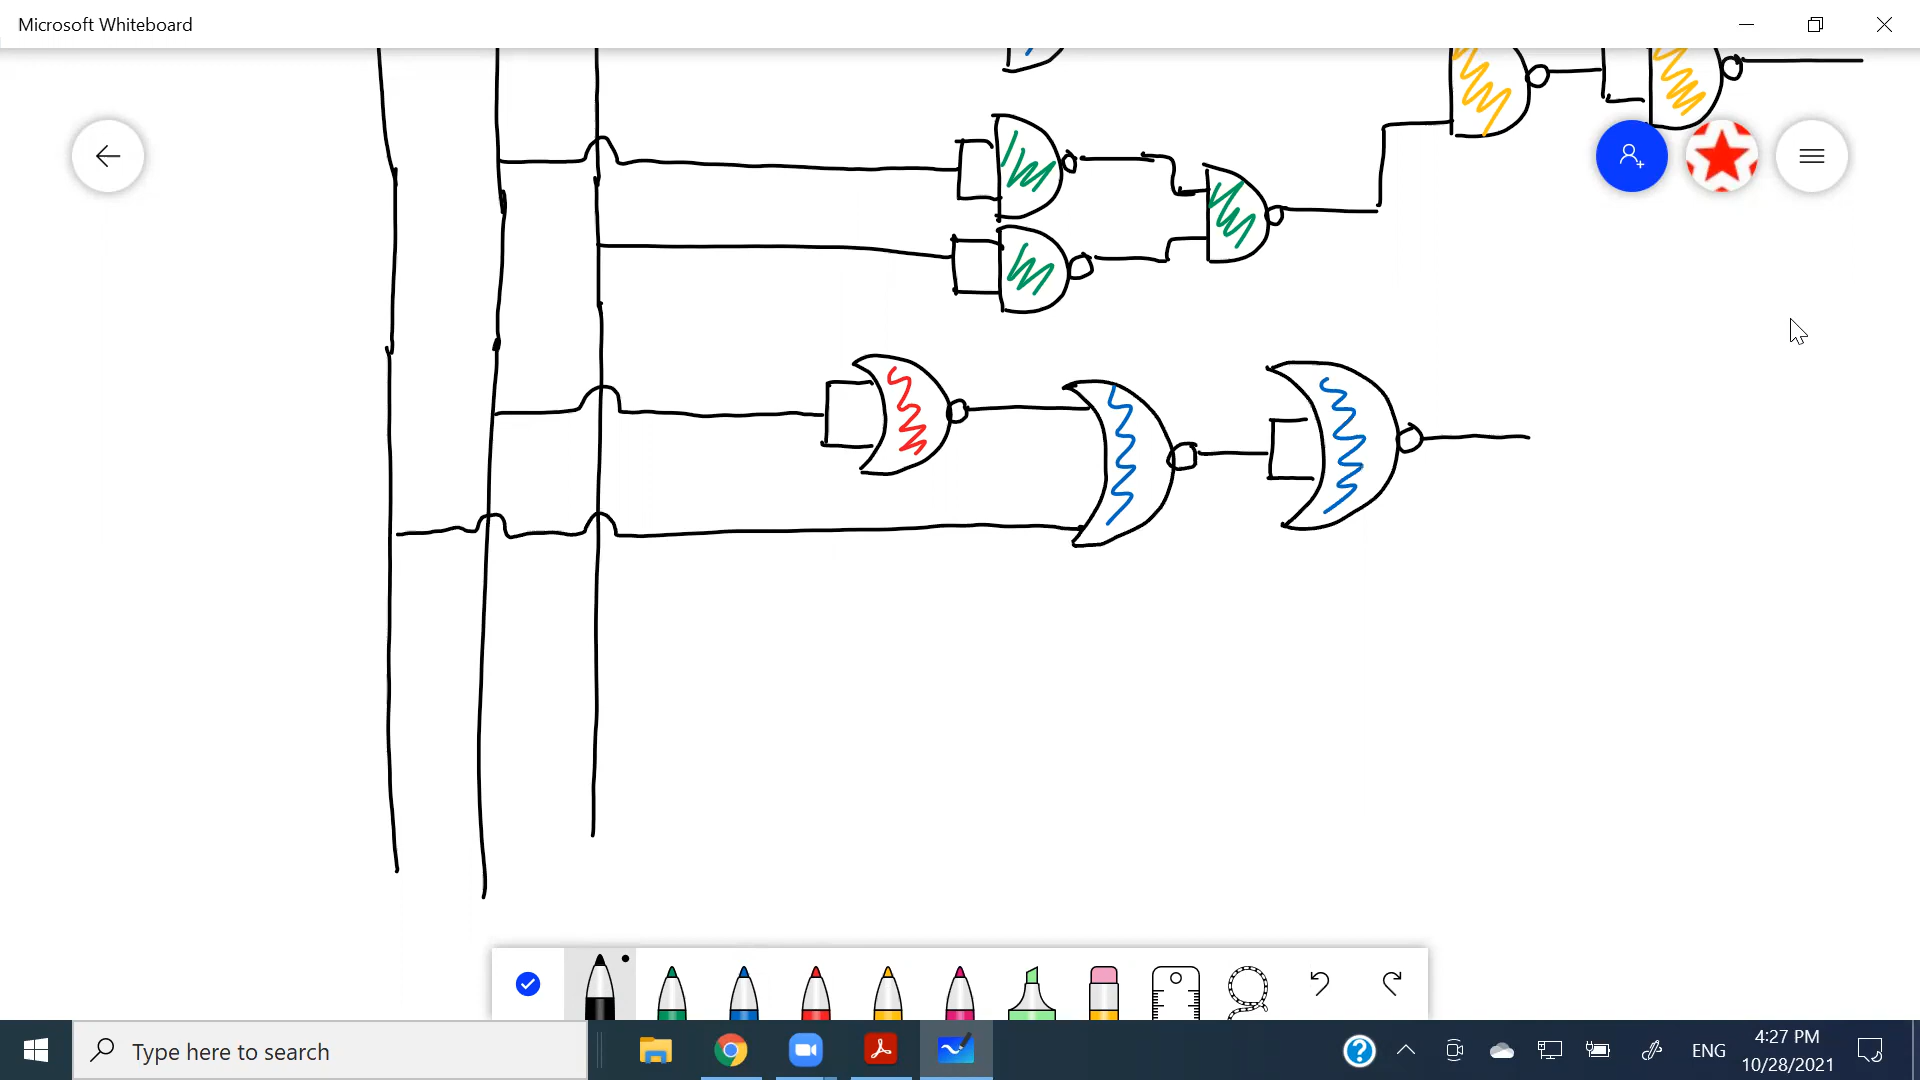 Microsoft Whiteboard
Type here to search
ENG
4:27 PM
10/28/2021